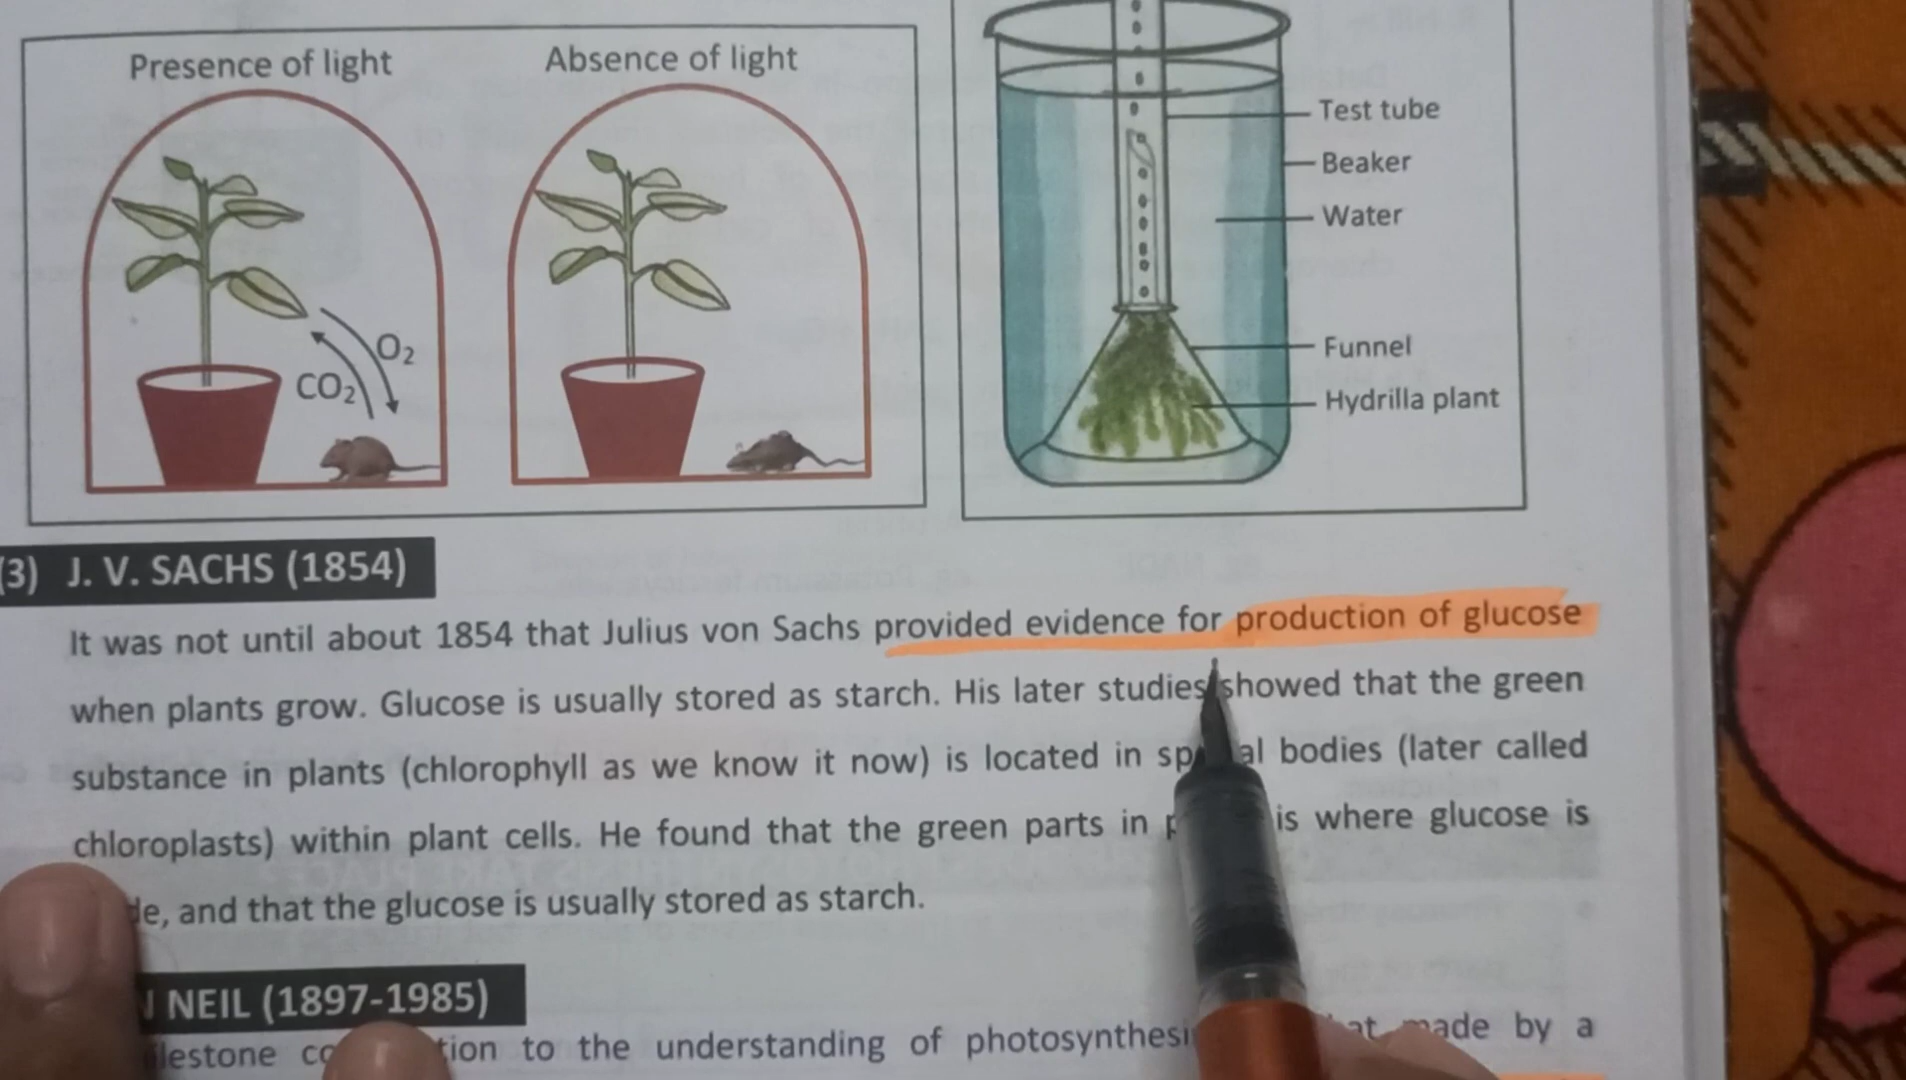 Presence of light
Absence of light
O₂
CO₂
Test tube
Beaker
Water
Funnel
Hydrilla plant
(3) J. V. SACHS (1854)
It was not until about 1854 that Julius von Sachs provided evidence for production of glucose
when plants grow. Glucose is usually stored as starch. His later studies showed that the green
substance in plants (chlorophyll as we know it now) is located in bodies (later called
chloroplasts) within plant cells. He found that the green parts in is where glucose is
and that the glucose is usually stored as starch.
NEIL (1897-1985)
to the understanding of photosynthesi made by a